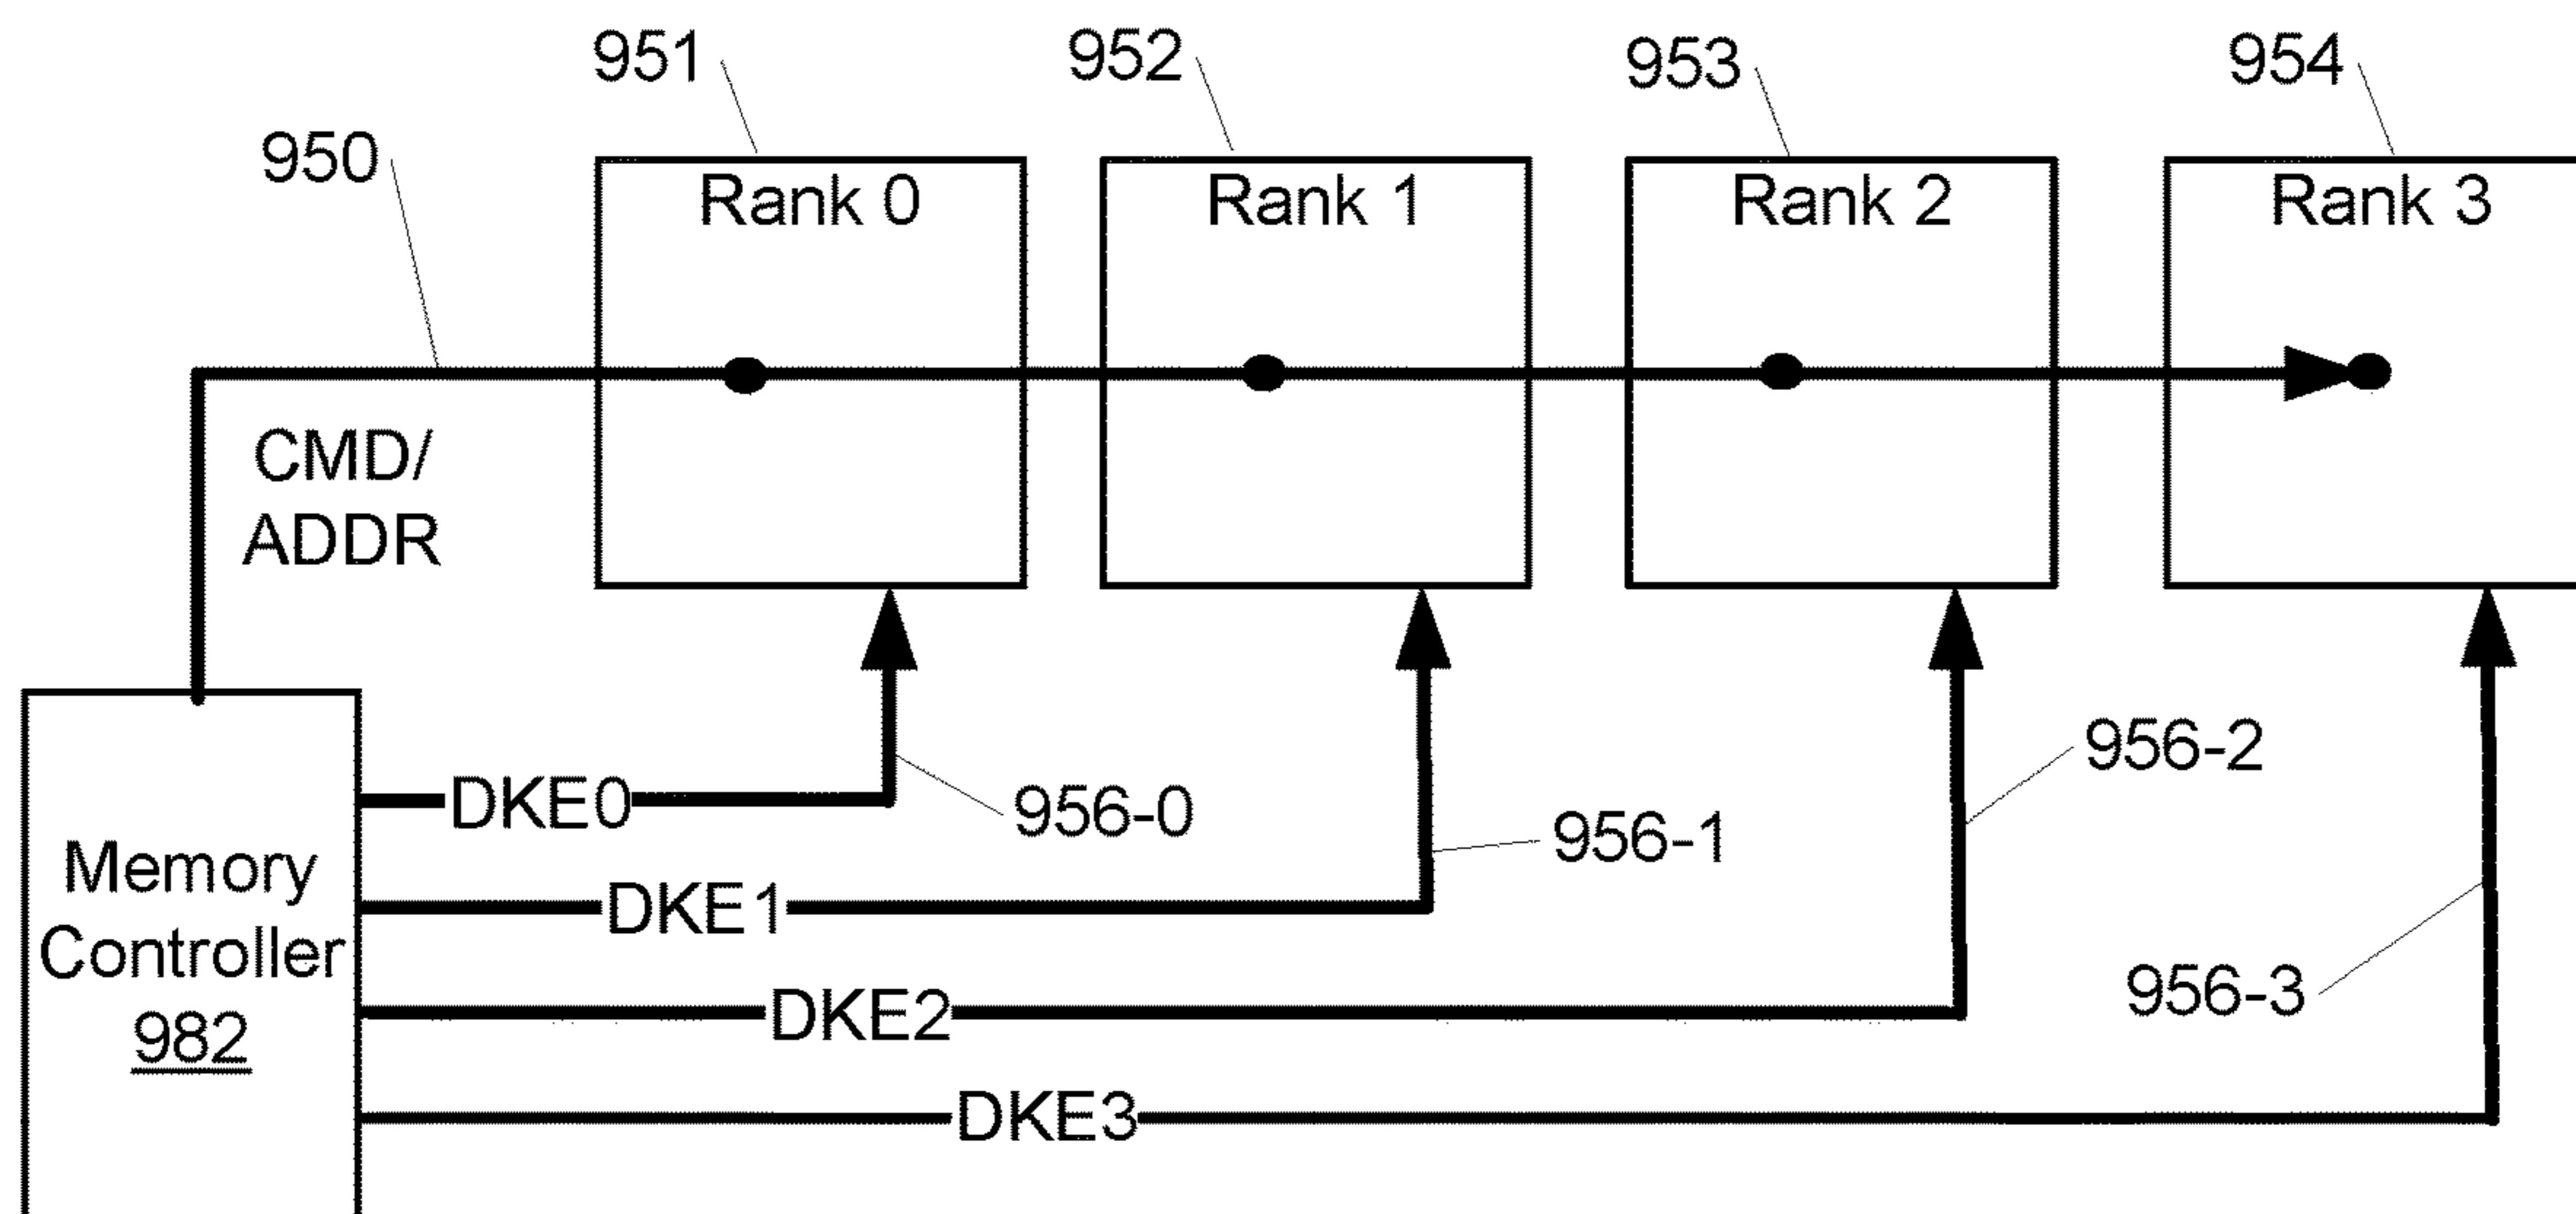 951
952
953
954
950
Rank 0
Rank 1
Rank 2
Rank 3
CMD/
ADDR
DKE0
956-0
956-1
956-2
956-3
DKE1
DKE2
DKE3
Memory
Controller
982